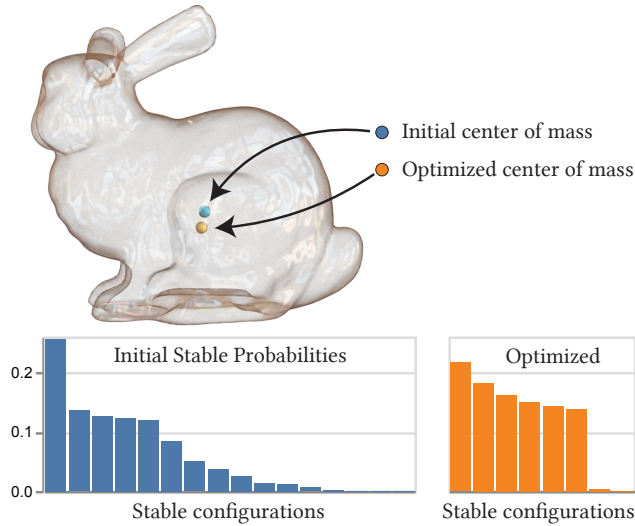 Initial center of mass
Optimized center of mass
Initial Stable Probabilities
Optimized
0.2
0.1
0.0
Stable configurations
Stable configurations